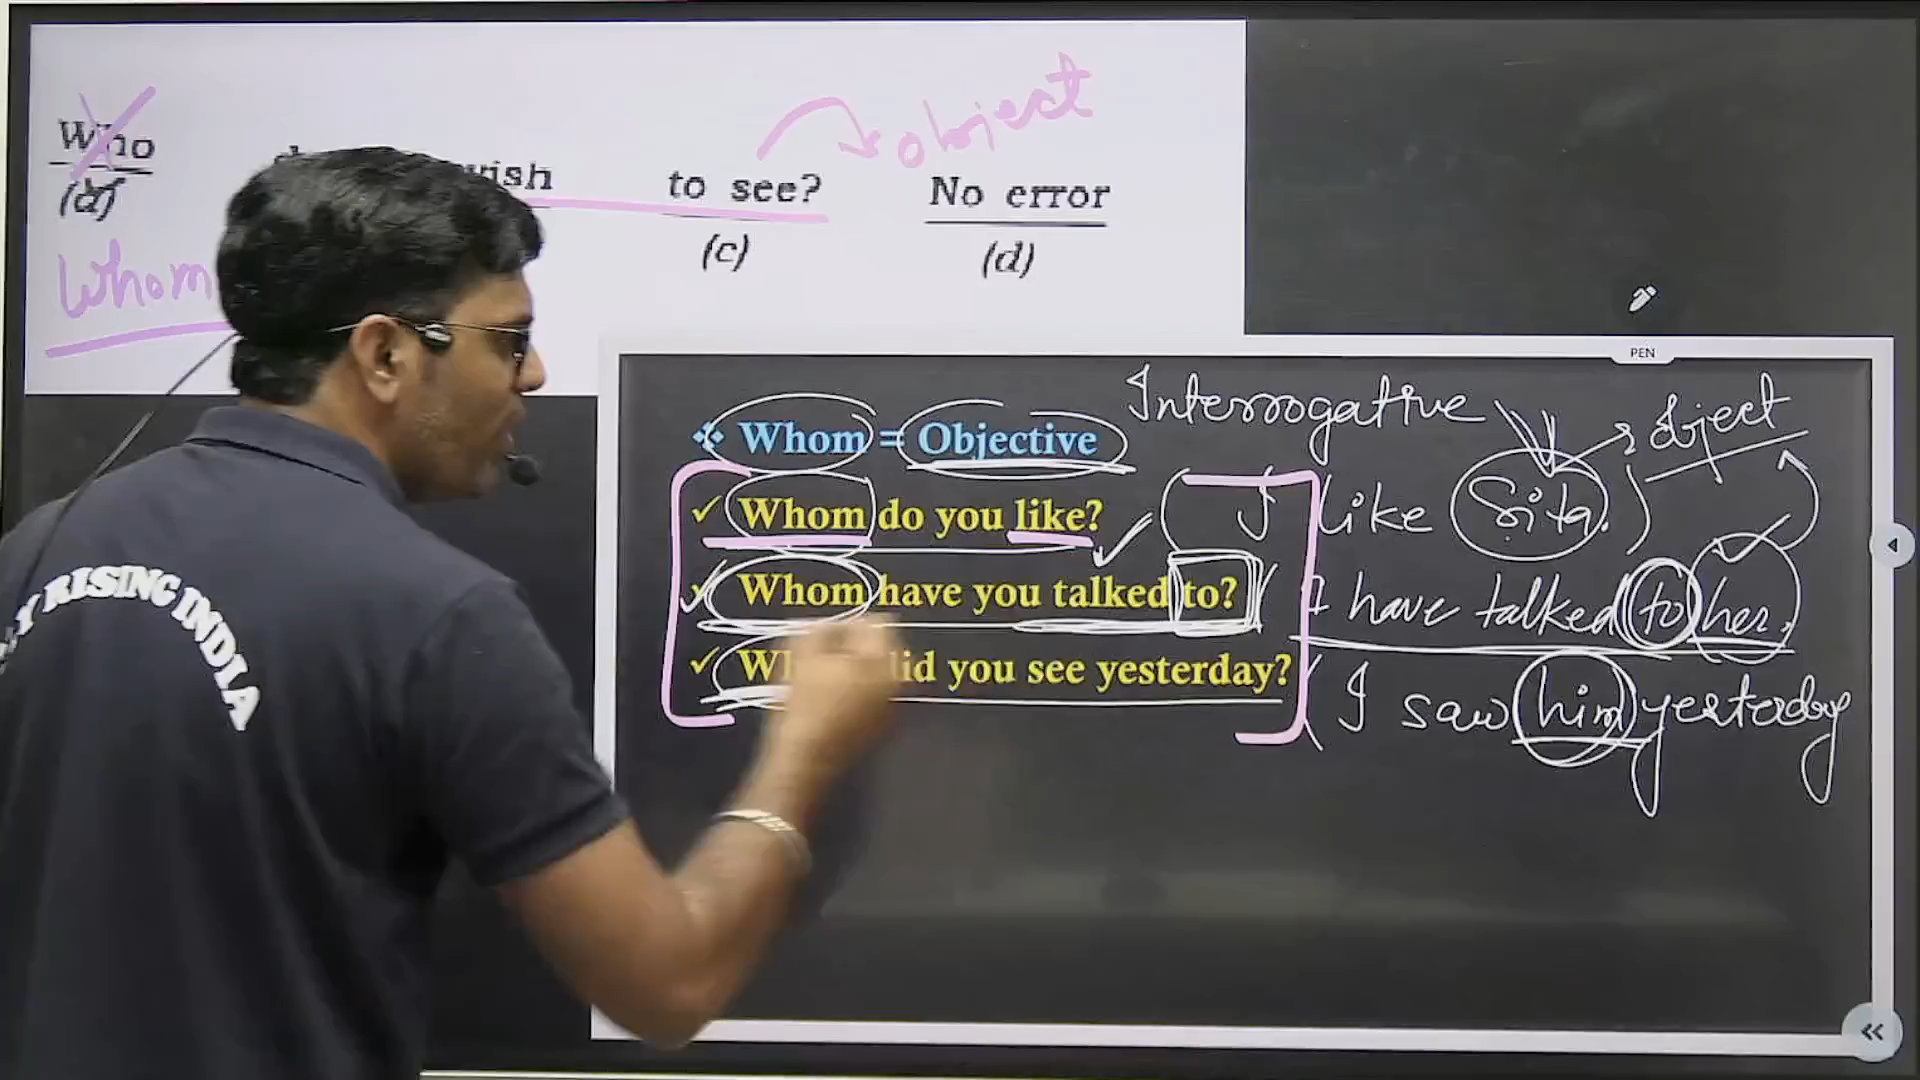 Who wish to see? No error
(a) (c) (d)
object
Whom
PEN
Interrogative
❖ Whom = Objective
object
✓ Whom do you like? I like Sita.
✓ Whom have you talked to? I have talked to her.
✓ did you see yesterday? I saw him yesterday
RISING INDIA